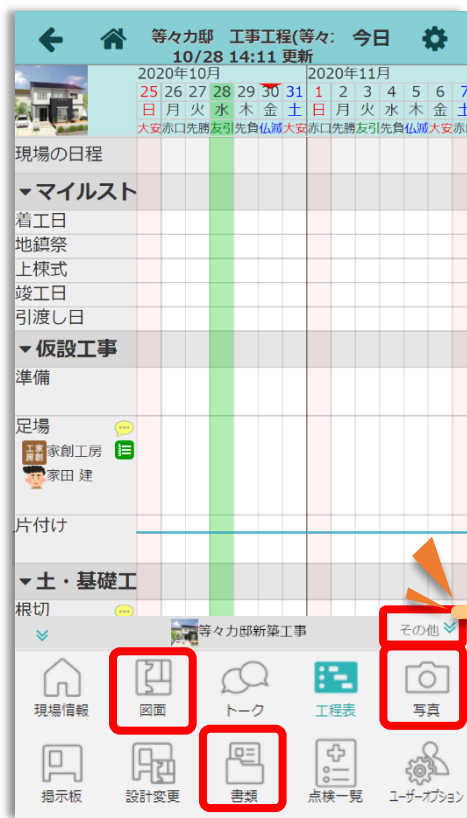 等々力邸 工事工程(等々: 今日
10/28 14:11 更新
2020年10月 2020年11月
25 26 27 28 29 30 31 1 2 3 4 5 6 7
日 月 火 水 木 金 土 日 月 火 水 木 金 土
大安 赤口 先勝 友引 先負 仏滅 大安 赤口 先勝 友引 先負 仏滅 大安 赤口
現場の日程
▼マイルスト
着工日
地鎮祭
上棟式
竣工日
引渡し日
▼仮設工事
準備
足場
家創工房
家田 建
片付け
▼土・基礎工
根切
等々力邸新築工事 その他
現場情報 図面 トーク 工程表 写真
掲示板 設計変更 書類 点検一覧 ユーザーオプション